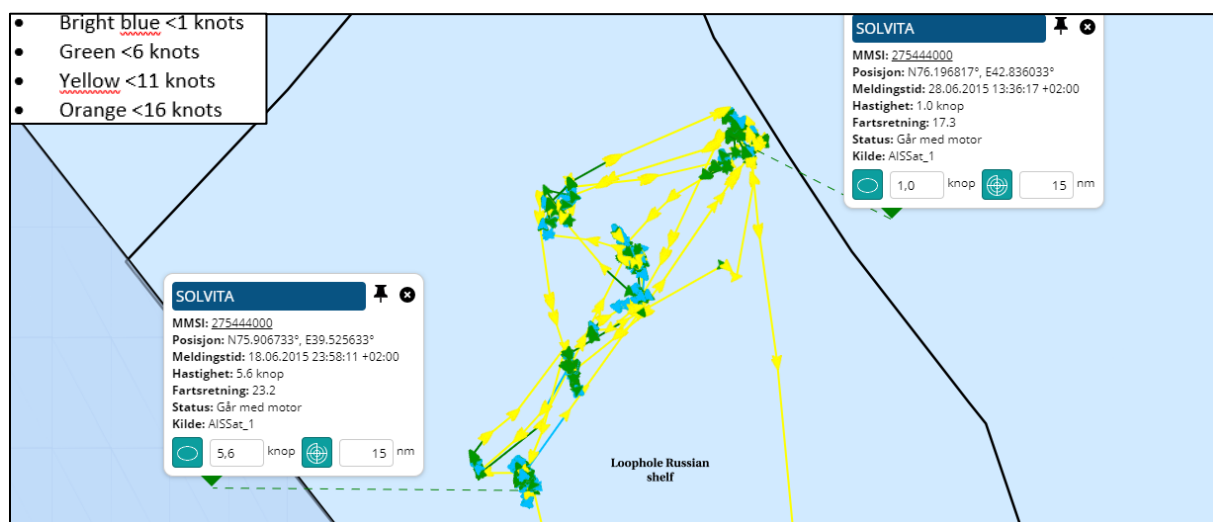 • Bright blue <1 knots
• Green <6 knots
• Yellow <11 knots
• Orange <16 knots
SOLVITA
MMSI: 275444000
Posisjon: N76.196817°, E42.836033°
Meldingstid: 28.06.2015 13:36:17 +02:00
Hastighet: 1.0 knop
Fartsretning: 17.3
Status: Går med motor
Kilde: AISSat_1
1,0 knop 15 nm
SOLVITA
MMSI: 275444000
Posisjon: N75.906733°, E39.525633°
Meldingstid: 18.06.2015 23:58:11 +02:00
Hastighet: 5.6 knop
Fartsretning: 23.2
Status: Går med motor
Kilde: AISSat_1
5,6 knop 15 nm
Loophole Russian
shelf